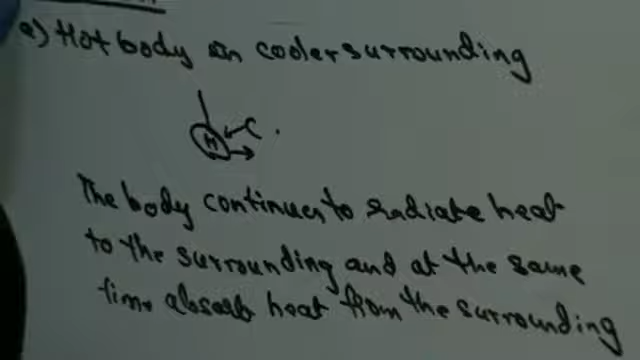 a) Hot body in cooler surrounding
H C.
The body continues to radiate heat
to the surrounding and at the same
time absorb heat from the surrounding